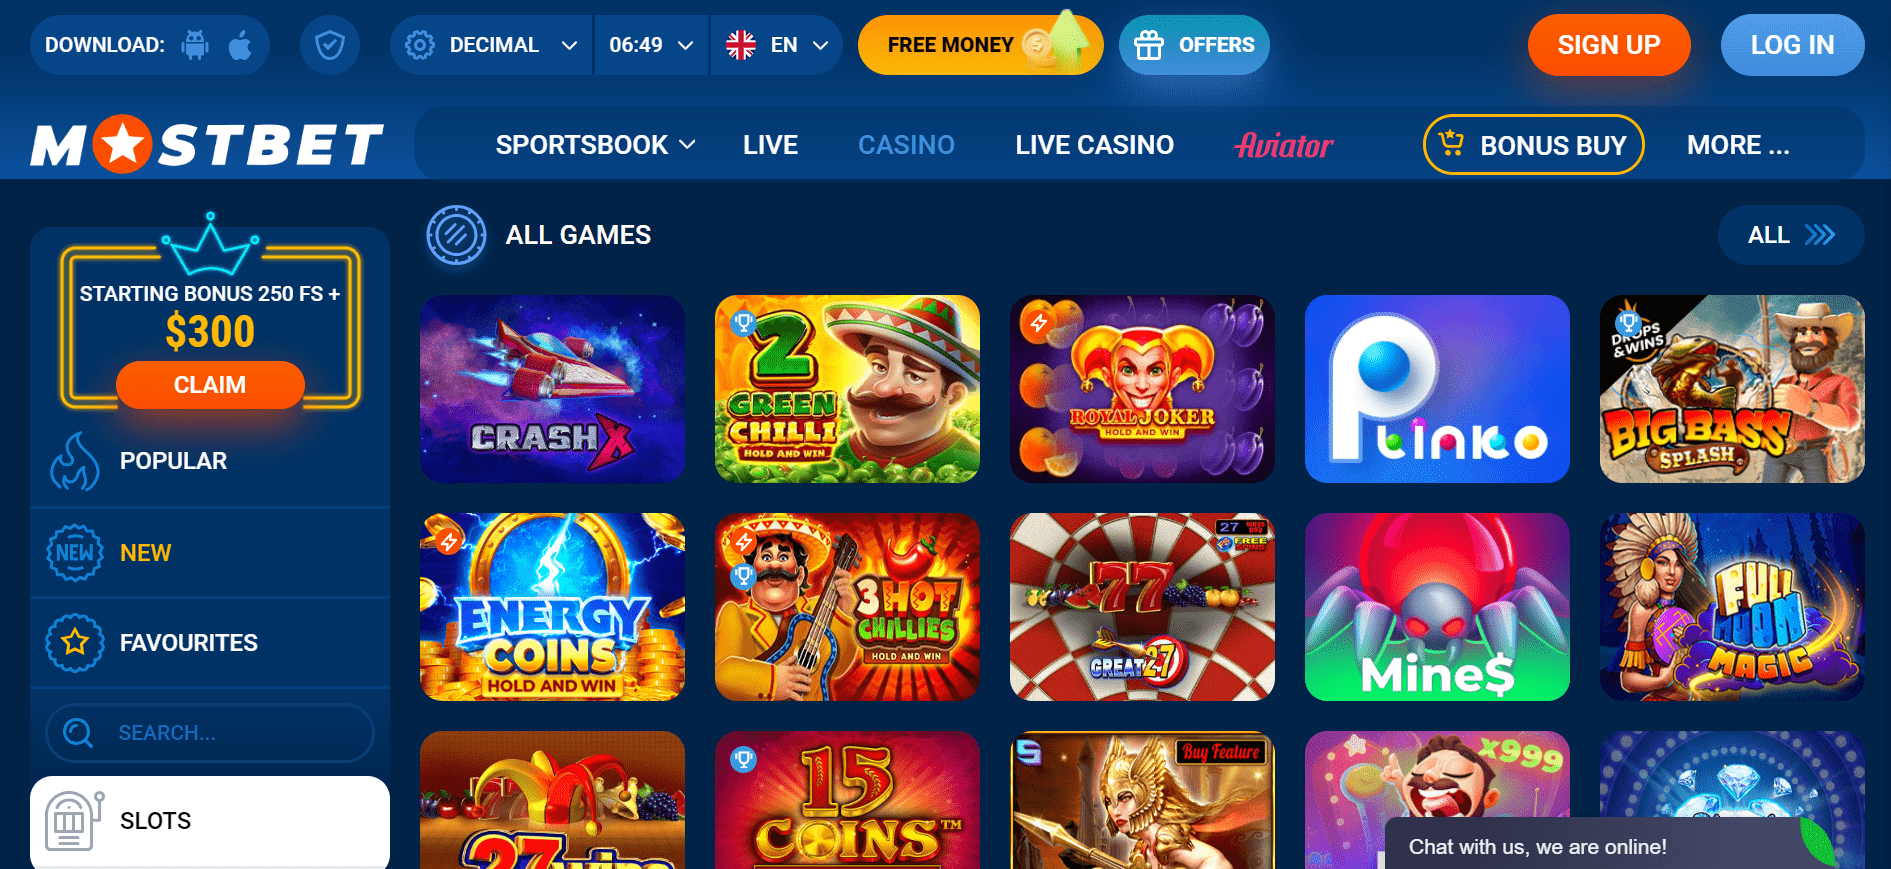 DOWNLOAD:
DECIMAL
06:49
EN
FREE MONEY
OFFERS
SIGN UP
LOG IN
MOSTBET
SPORTSBOOK
LIVE
CASINO
LIVE CASINO
Aviator
BONUS BUY
MORE ...
STARTING BONUS 250 FS +
$300
CLAIM
POPULAR
NEW
NEW
FAVOURITES
SEARCH...
SLOTS
ALL GAMES
ALL
CRASH X
2
GREEN
CHILLI
HOLD AND WIN
ROYAL JOKER
HOLD AND WIN
PLINKO
DROPS
&WINS
BIG BASS
SPLASH
ENERGY
COINS
HOLD AND WIN
3 HOT
CHILLIES
HOLD AND WIN
27
FREE
SPINS
77
GREAT 27
Mine$
FULL
MOON
MAGIC
27 WINS
15
COINS™
Buy Feature
x999
Chat with us, we are online!